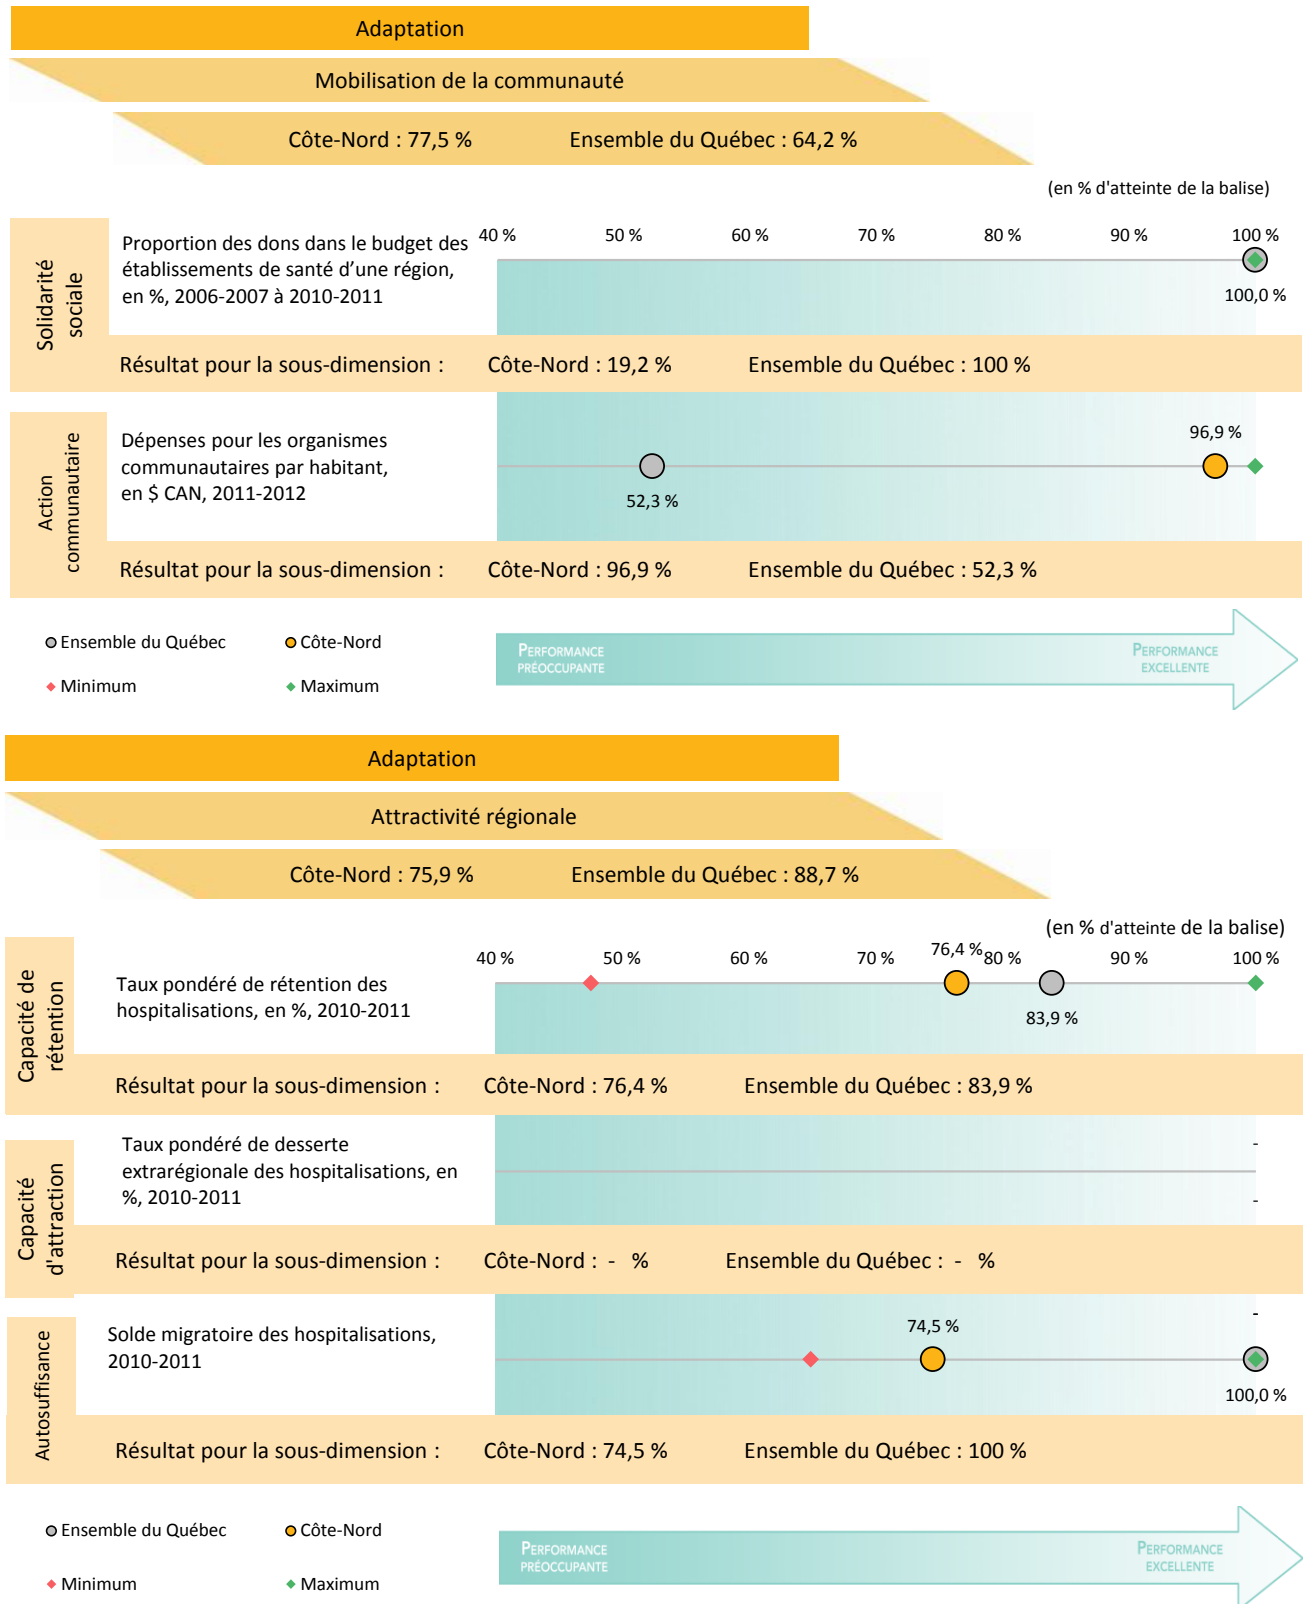 Adaptation
Mobilisation de la communauté
Côte-Nord : 77,5 % Ensemble du Québec : 64,2 %
(en % d'atteinte de la balise)
Solidarité
sociale
Proportion des dons dans le budget des
établissements de santé d’une région,
en %, 2006-2007 à 2010-2011
40 % 50 % 60 % 70 % 80 % 90 % 100 %
100,0 %
Résultat pour la sous-dimension : Côte-Nord : 19,2 % Ensemble du Québec : 100 %
Action
communautaire
Dépenses pour les organismes
communautaires par habitant,
en $ CAN, 2011-2012
96,9 %
52,3 %
Résultat pour la sous-dimension : Côte-Nord : 96,9 % Ensemble du Québec : 52,3 %
Ensemble du Québec Côte-Nord
Minimum Maximum
PERFORMANCE
PRÉOCCUPANTE
PERFORMANCE
EXCELLENTE
Adaptation
Attractivité régionale
Côte-Nord : 75,9 % Ensemble du Québec : 88,7 %
(en % d'atteinte de la balise)
Capacité de
rétention
Taux pondéré de rétention des
hospitalisations, en %, 2010-2011
40 % 50 % 60 % 70 % 80 % 90 % 100 %
76,4 %
83,9 %
Résultat pour la sous-dimension : Côte-Nord : 76,4 % Ensemble du Québec : 83,9 %
Capacité
d'attraction
Taux pondéré de desserte
extrarégionale des hospitalisations, en
%, 2010-2011
-
-
Résultat pour la sous-dimension : Côte-Nord : - % Ensemble du Québec : - %
Autosuffisance
Solde migratoire des hospitalisations,
2010-2011
-
74,5 %
100,0 %
Résultat pour la sous-dimension : Côte-Nord : 74,5 % Ensemble du Québec : 100 %
Ensemble du Québec Côte-Nord
Minimum Maximum
PERFORMANCE
PRÉOCCUPANTE
PERFORMANCE
EXCELLENTE